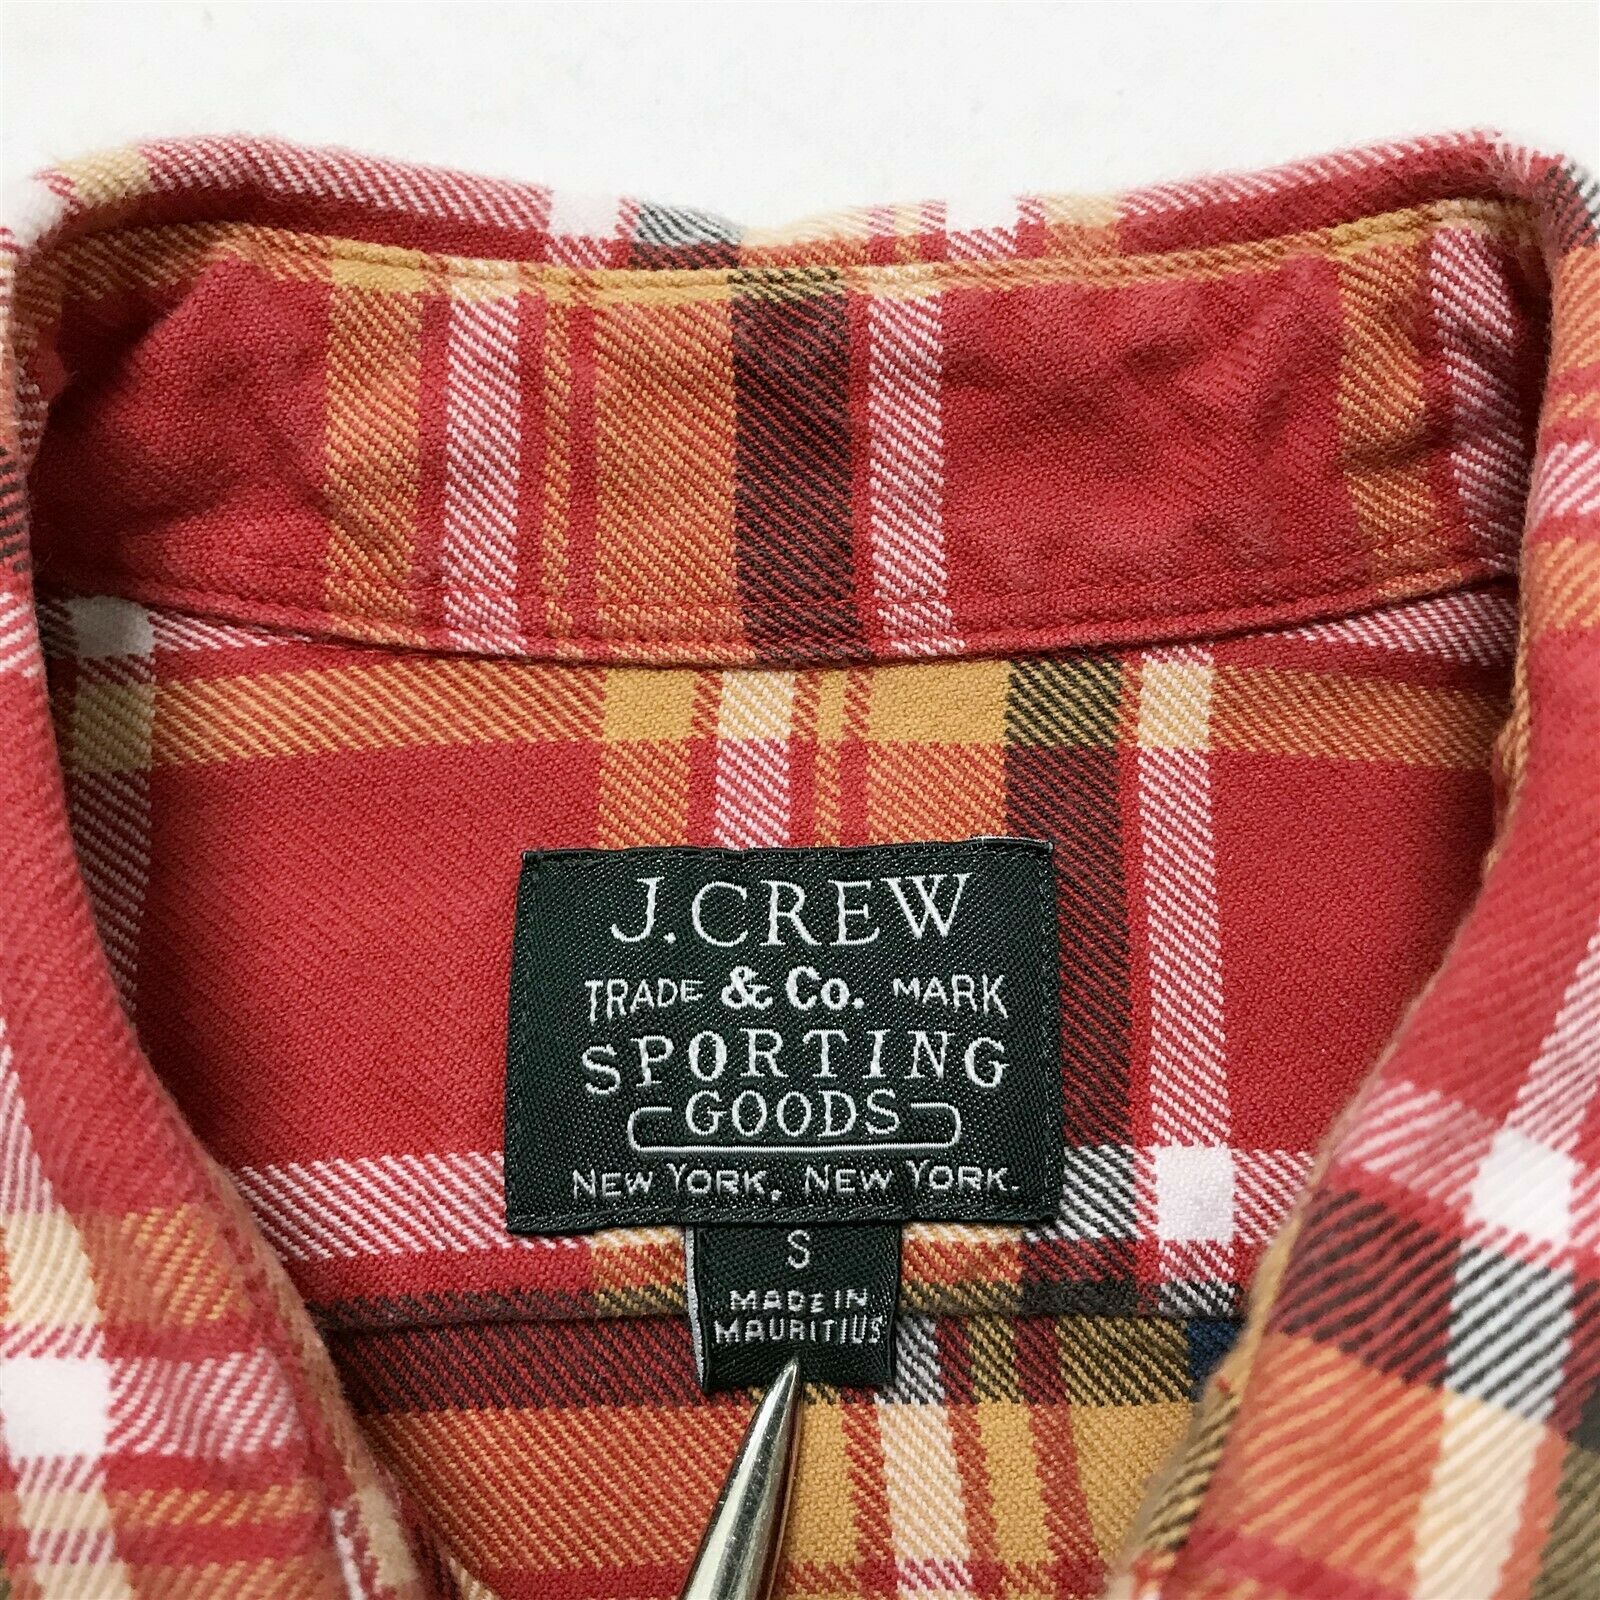 J.CREW
TRADE & Co. MARK
SPORTING
GOODS
NEW YORK, NEW YORK.
S
MADE IN
MAURITIUS